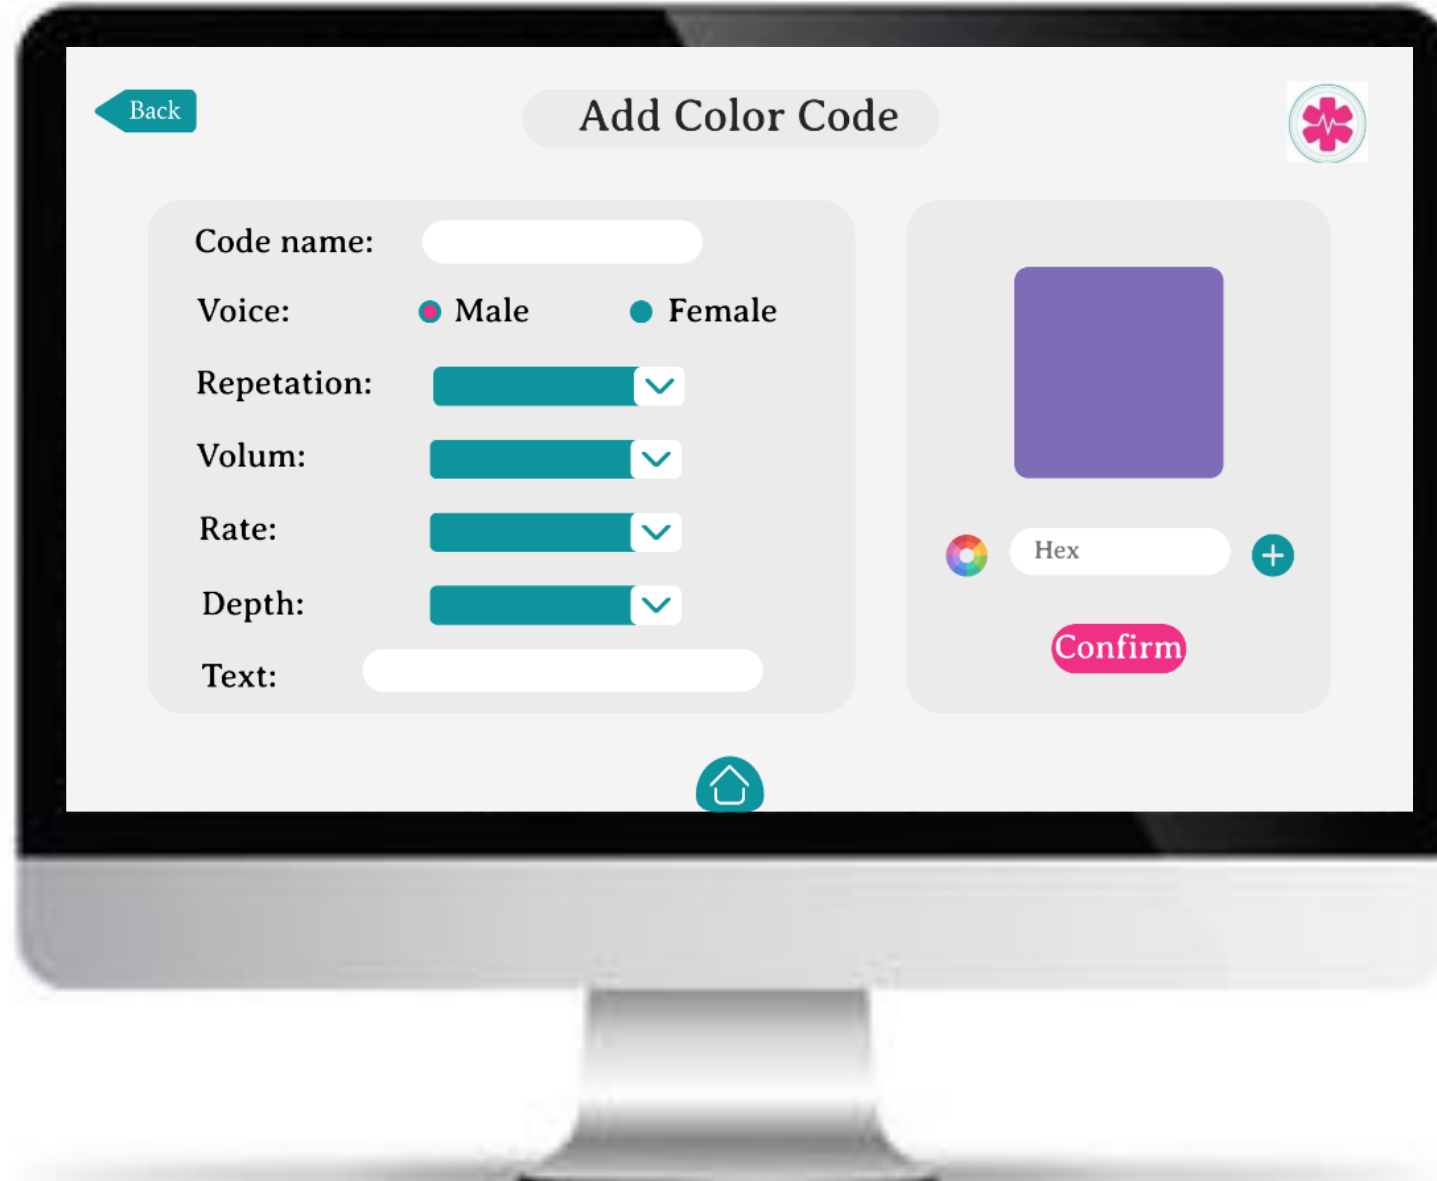 Back
Add Color Code
Code name:
Voice:
Male
Female
Repetation:
Volum:
Rate:
Depth:
Text:
Hex
Confirm